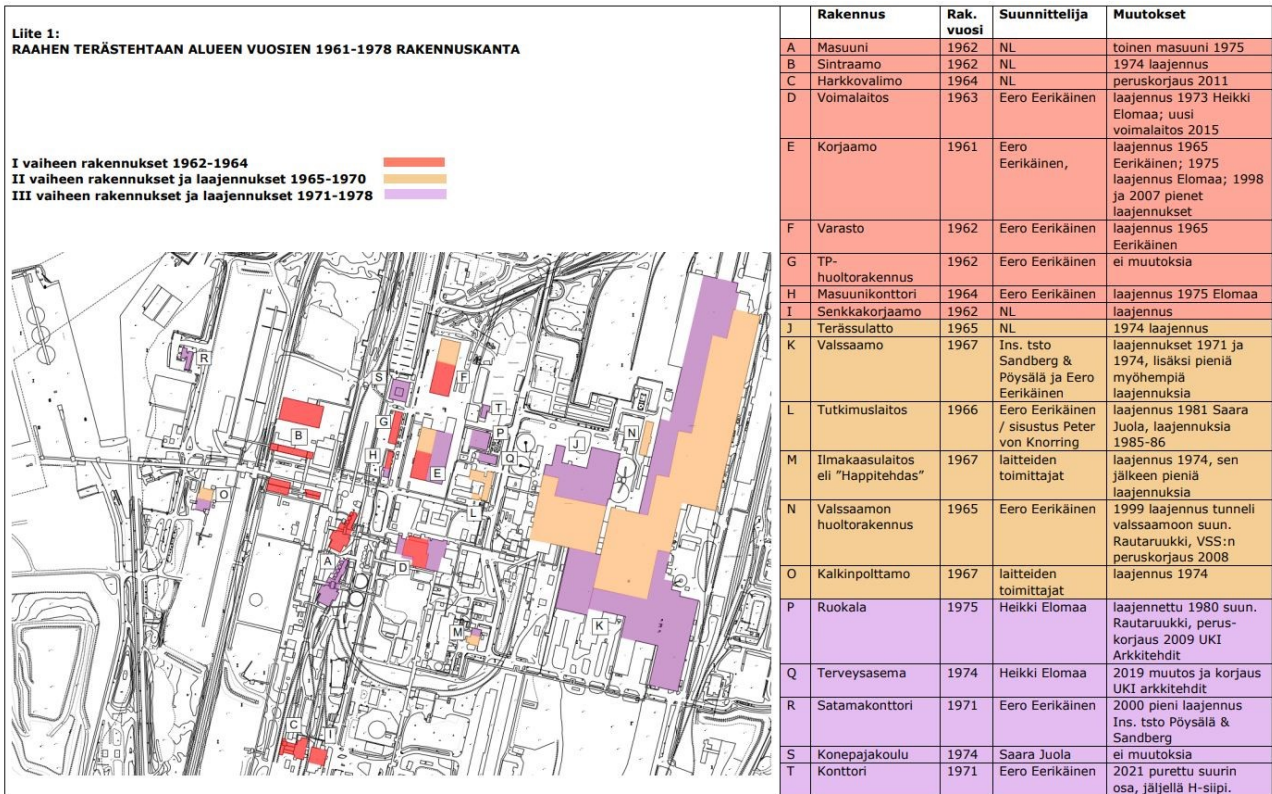 Liite 1:
RAAHEN TERÄSTEHTAAN ALUEEN VUOSIEN 1961-1978 RAKENNUSKANTA
I vaiheen rakennukset 1962-1964
II vaiheen rakennukset ja laajennukset 1965-1970
III vaiheen rakennukset ja laajennukset 1971-1978
R
S
F
T
G
P
B
J
N
Q
H
E
O
L
A
D
K
M
C
I
Rakennus Rak. vuosi Suunnittelija Muutokset
A Masuuni 1962 NL toinen masuuni 1975
B Sintraamo 1962 NL 1974 laajennus
C Harkkovalimo 1964 NL peruskorjaus 2011
D Voimalaitos 1963 Eero Eerikäinen laajennus 1973 Heikki
Elomaa; uusi
voimalaitos 2015
E Korjaamo 1961 Eero Eerikäinen, laajennus 1965
Eerikäinen; 1975
laajennus Elomaa; 1998
ja 2007 pienet
laajennukset
F Varasto 1962 Eero Eerikäinen laajennus 1965
Eerikäinen
G TP-huoltorakennus 1962 Eero Eerikäinen ei muutoksia
H Masuunikonttori 1964 Eero Eerikäinen laajennus 1975 Elomaa
I Senkkakorjaamo 1962 NL laajennus
J Terässulatto 1965 NL 1974 laajennus
K Valssaamo 1967 Ins. tsto Sandberg & Pöysälä ja Eero Eerikäinen laajennukset 1971 ja
1974, lisäksi pieniä
myöhempiä
laajennuksia
L Tutkimuslaitos 1966 Eero Eerikäinen / sisustus Peter von Knorring laajennus 1981 Saara
Juola, laajennuksia
1985-86
M Ilmakaasulaitos eli "Happitehdas" 1967 laitteiden toimittajat laajennus 1974, sen
jälkeen pieniä
laajennuksia
N Valssaamon huoltorakennus 1965 Eero Eerikäinen 1999 laajennus tunneli
valssaamoon suun.
Rautaruukki, VSS:n
peruskorjaus 2008
O Kalkinpolttamo 1967 laitteiden toimittajat laajennus 1974
P Ruokala 1975 Heikki Elomaa laajennettu 1980 suun.
Rautaruukki, perus-
korjaus 2009 UKI
Arkkitehdit
Q Terveysasema 1974 Heikki Elomaa 2019 muutos ja korjaus
UKI arkkitehdit
R Satamakonttori 1971 Eero Eerikäinen 2000 pieni laajennus
Ins. tsto Pöysälä &
Sandberg
S Konepajakoulu 1974 Saara Juola ei muutoksia
T Konttori 1971 Eero Eerikäinen 2021 purettu suurin
osa, jäljellä H-siipi.